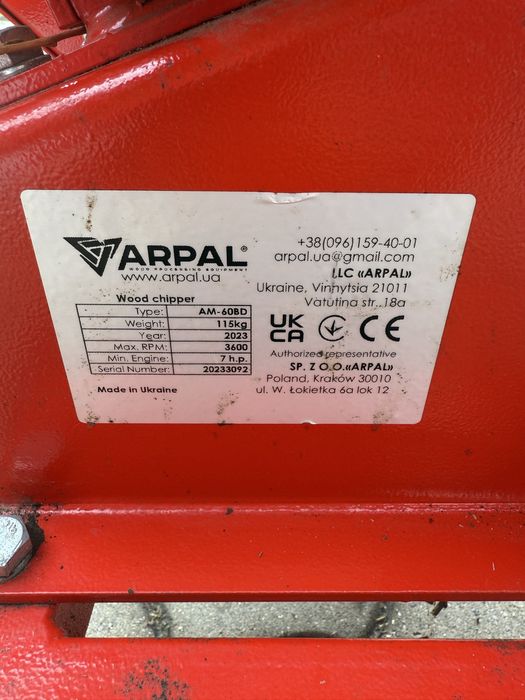 ARPAL®
WOOD PROCESSING EQUIPMENT
www.arpal.ua
+38(096)159-40-01
arpal.ua@gmail.com
LLC «ARPAL»
Ukraine, Vinnytsia 21011
Vatutina str., 18a
Wood chipper
Type: AM-60BD
Weight: 115kg
Year: 2023
Max. RPM: 3600
Min. Engine: 7 h.p.
Serial Number: 20233092
Made in Ukraine
UK
CA
CE
Authorized representative
SP. Z O.O.«ARPAL»
Poland, Kraków 30010
ul. W. Łokietka 6a lok 12